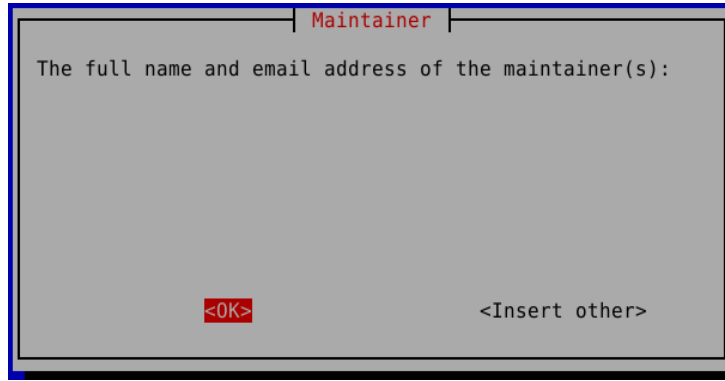 Maintainer
The full name and email address of the maintainer(s):
<OK> <Insert other>